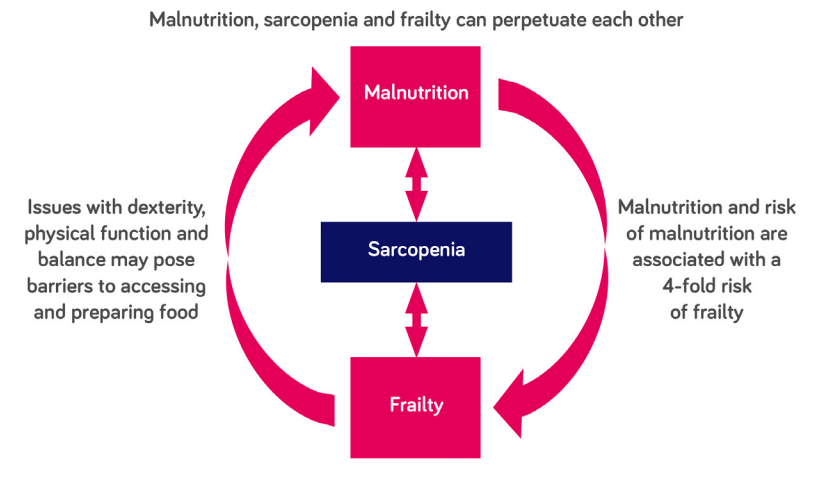 Malnutrition, sarcopenia and frailty can perpetuate each other
Malnutrition
Issues with dexterity,
physical function and
balance may pose
barriers to accessing
and preparing food
Sarcopenia
Malnutrition and risk
of malnutrition are
associated with a
4-fold risk
of frailty
Frailty